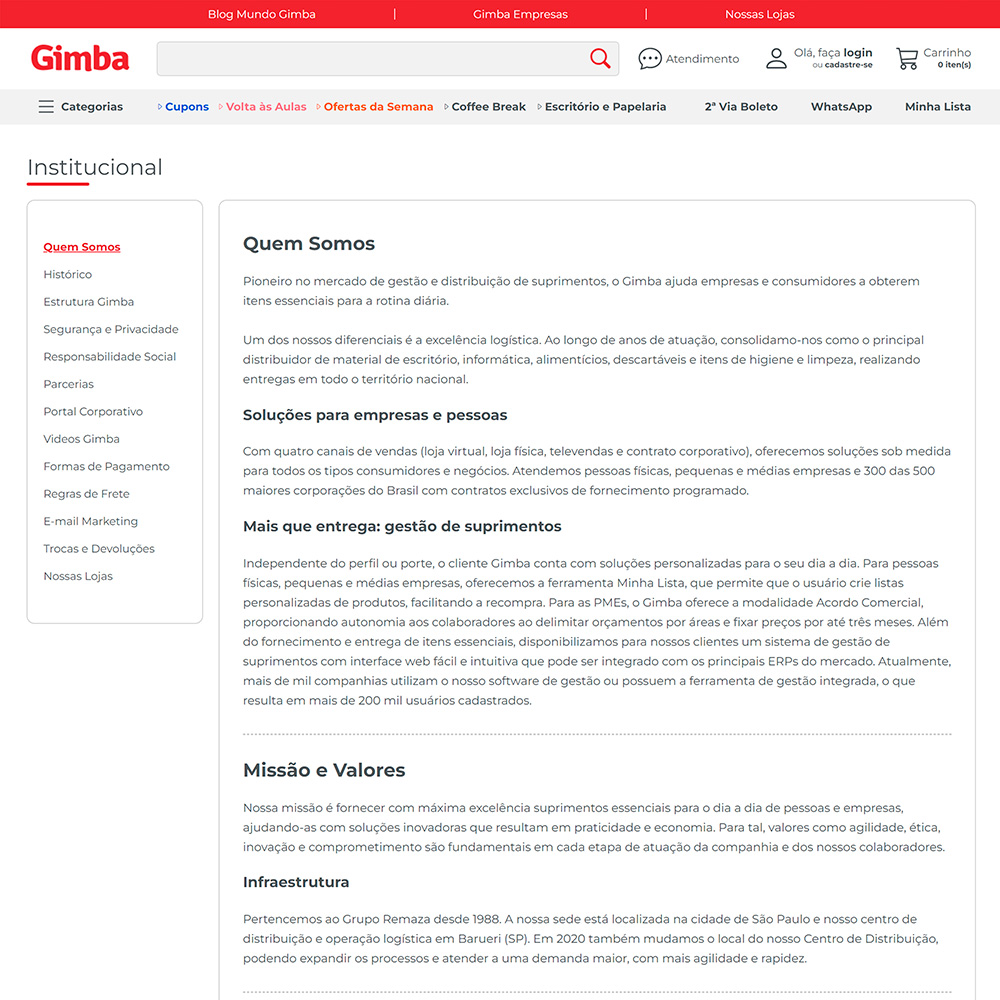 Blog Mundo Gimba | Gimba Empresas | Nossas Lojas
Gimba
Atendimento
Olá, faça login
ou cadastre-se
Carrinho
0 iten(s)
Categorias Cupons Volta às Aulas Ofertas da Semana Coffee Break Escritório e Papelaria 2ª Via Boleto WhatsApp Minha Lista
Institucional
Quem Somos
Histórico
Estrutura Gimba
Segurança e Privacidade
Responsabilidade Social
Parcerias
Portal Corporativo
Videos Gimba
Formas de Pagamento
Regras de Frete
E-mail Marketing
Trocas e Devoluções
Nossas Lojas
Quem Somos
Pioneiro no mercado de gestão e distribuição de suprimentos, o Gimba ajuda empresas e consumidores a obterem
itens essenciais para a rotina diária.
Um dos nossos diferenciais é a excelência logística. Ao longo de anos de atuação, consolidamo-nos como o principal
distribuidor de material de escritório, informática, alimentícios, descartáveis e itens de higiene e limpeza, realizando
entregas em todo o território nacional.
Soluções para empresas e pessoas
Com quatro canais de vendas (loja virtual, loja física, televendas e contrato corporativo), oferecemos soluções sob medida
para todos os tipos consumidores e negócios. Atendemos pessoas físicas, pequenas e médias empresas e 300 das 500
maiores corporações do Brasil com contratos exclusivos de fornecimento programado.
Mais que entrega: gestão de suprimentos
Independente do perfil ou porte, o cliente Gimba conta com soluções personalizadas para o seu dia a dia. Para pessoas
físicas, pequenas e médias empresas, oferecemos a ferramenta Minha Lista, que permite que o usuário crie listas
personalizadas de produtos, facilitando a recompra. Para as PMEs, o Gimba oferece a modalidade Acordo Comercial,
proporcionando autonomia aos colaboradores ao delimitar orçamentos por áreas e fixar preços por até três meses. Além
do fornecimento e entrega de itens essenciais, disponibilizamos para nossos clientes um sistema de gestão de
suprimentos com interface web fácil e intuitiva que pode ser integrado com os principais ERPs do mercado. Atualmente,
mais de mil companhias utilizam o nosso software de gestão ou possuem a ferramenta de gestão integrada, o que
resulta em mais de 200 mil usuários cadastrados.
Missão e Valores
Nossa missão é fornecer com máxima excelência suprimentos essenciais para o dia a dia de pessoas e empresas,
ajudando-as com soluções inovadoras que resultam em praticidade e economia. Para tal, valores como agilidade, ética,
inovação e comprometimento são fundamentais em cada etapa de atuação da companhia e dos nossos colaboradores.
Infraestrutura
Pertencemos ao Grupo Remaza desde 1988. A nossa sede está localizada na cidade de São Paulo e nosso centro de
distribuição e operação logística em Barueri (SP). Em 2020 também mudamos o local do nosso Centro de Distribuição,
podendo expandir os processos e atender a uma demanda maior, com mais agilidade e rapidez.